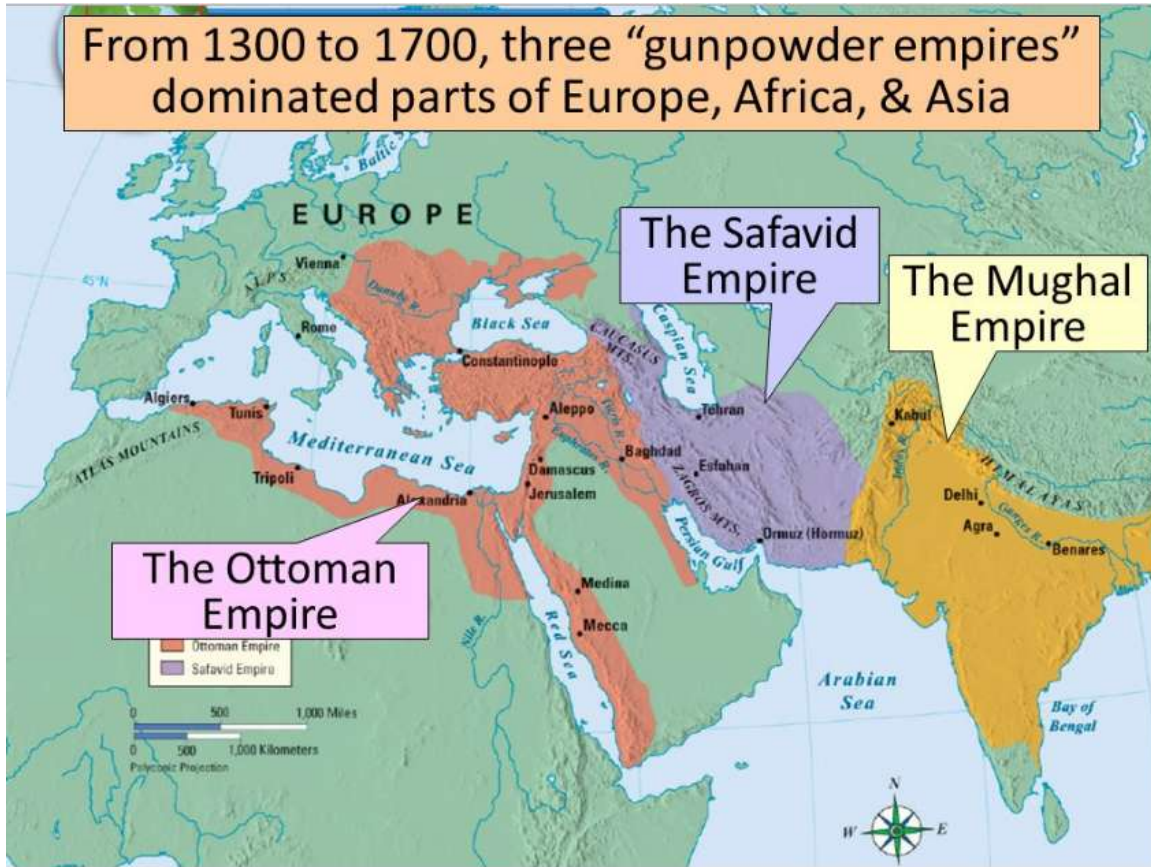 From 1300 to 1700, three “gunpowder empires”
dominated parts of Europe, Africa, & Asia
Baltic S
EUROPE
The Safavid
Empire
The Mughal
Empire
Vienna
ALPS
45°N
Danube R.
Rome
Black Sea
CAUCASUS
MTS.
Caspian Sea
Constantinople
Algiers
Tunis
Aleppo
Tigris R.
Tehran
Kabul
ATLAS MOUNTAINS
Mediterranean Sea
Euphrates R.
Baghdad
Esfahan
Indus R.
HIMALAYAS
Tripoli
Damascus
Jerusalem
ZAGROS MTS.
Delhi
Alexandria
Agra
Ganges R.
Benares
Ormuz (Hormuz)
Persian Gulf
The Ottoman
Empire
Medina
Mecca
Nile R.
Red Sea
Ottoman Empire
Safavid Empire
Arabian
Sea
Bay of
Bengal
0 500 1,000 Miles
0 500 1,000 Kilometers
Polyconic Projection
N
W E
S